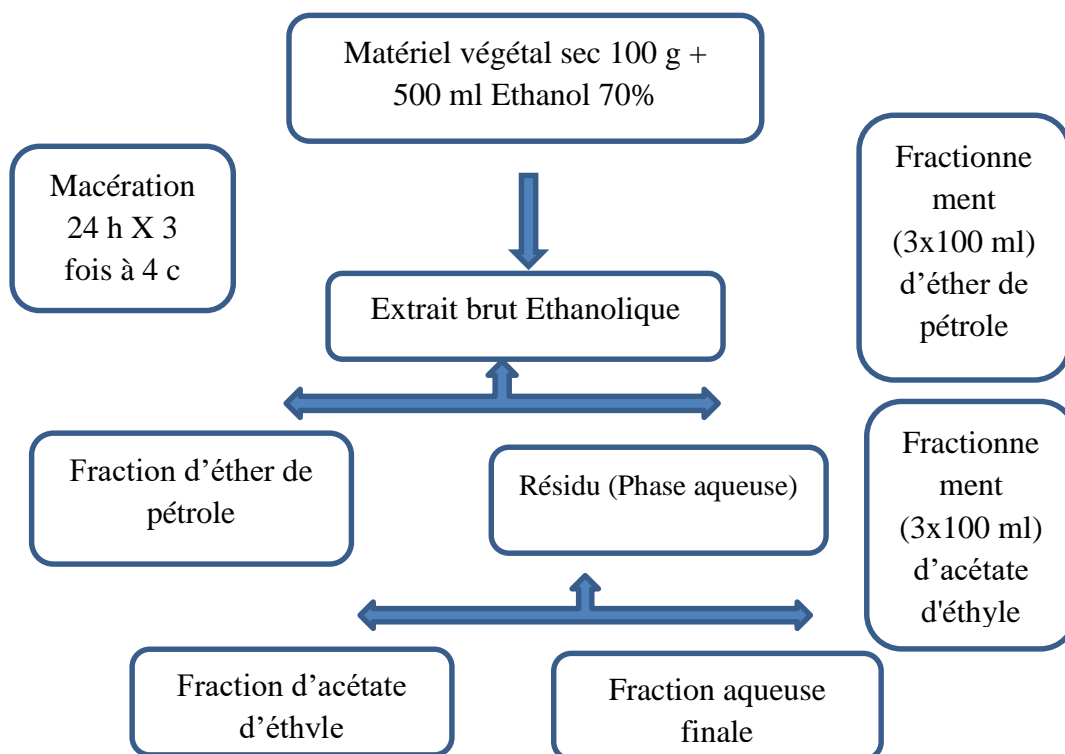 Matériel végétal sec 100 g +
500 ml Ethanol 70%
Macération
24 h X 3
fois à 4 c
Fractionne
ment
(3x100 ml)
d’éther de
pétrole
Extrait brut Ethanolique
Fraction d’éther de
pétrole
Résidu (Phase aqueuse)
Fractionne
ment
(3x100 ml)
d’acétate
d'éthyle
Fraction d’acétate
d’éthyle
Fraction aqueuse
finale